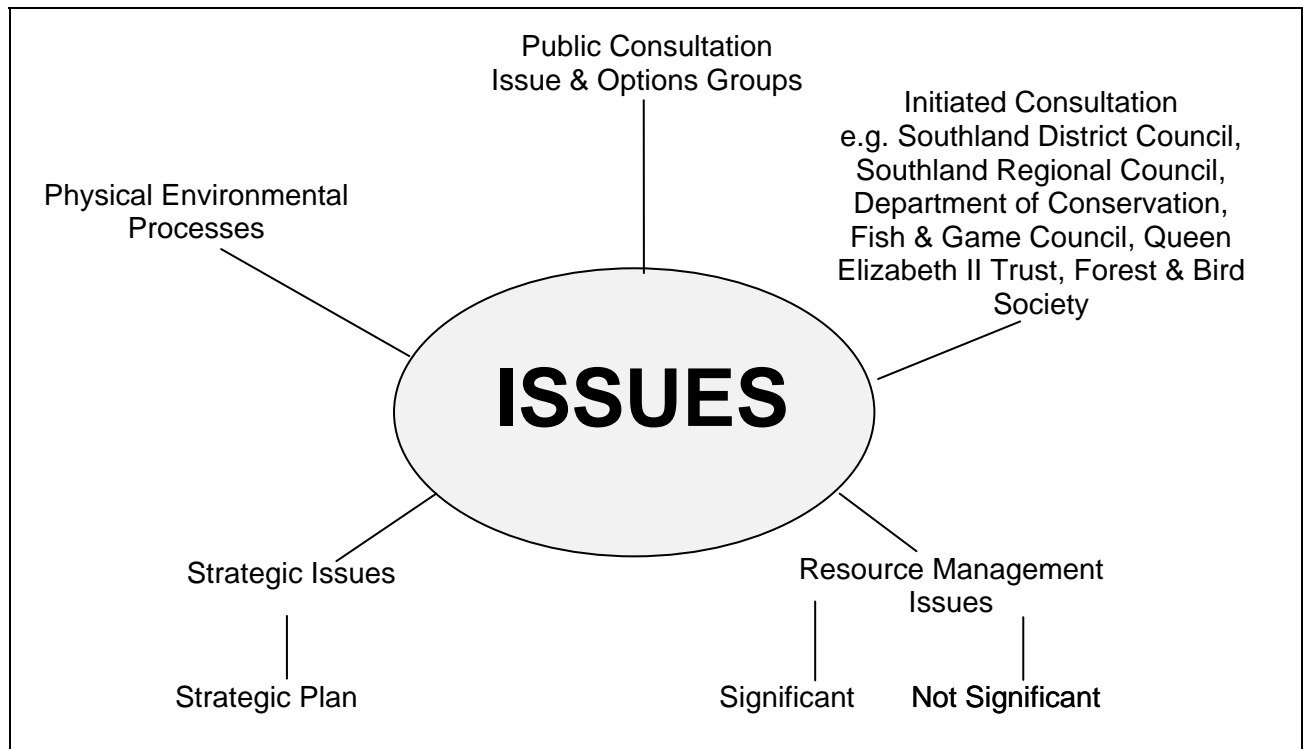 Public Consultation
Issue & Options Groups
Initiated Consultation
e.g. Southland District Council,
Southland Regional Council,
Department of Conservation,
Fish & Game Council, Queen
Elizabeth II Trust, Forest & Bird
Society
Physical Environmental
Processes
ISSUES
Strategic Issues
Resource Management
Issues
Strategic Plan
Significant
Not Significant